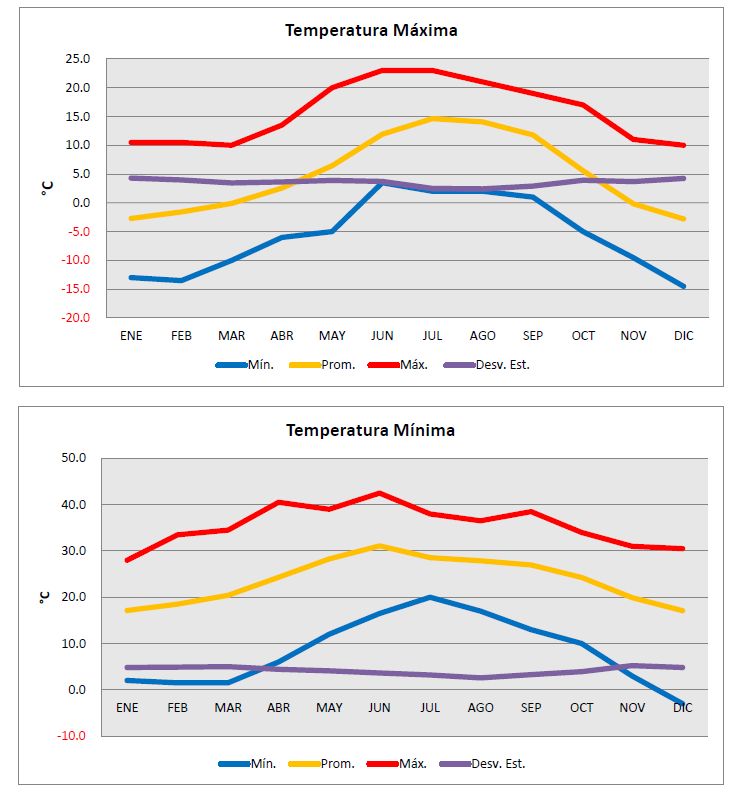 Temperatura Máxima
25.0
20.0
15.0
10.0
5.0
0.0
-5.0
-10.0
-15.0
-20.0
°C
ENE FEB MAR ABR MAY JUN JUL AGO SEP OCT NOV DIC
Mín. Prom. Máx. Desv. Est.
Temperatura Mínima
50.0
40.0
30.0
20.0
10.0
0.0
-10.0
°C
ENE FEB MAR ABR MAY JUN JUL AGO SEP OCT NOV DIC
Mín. Prom. Máx. Desv. Est.